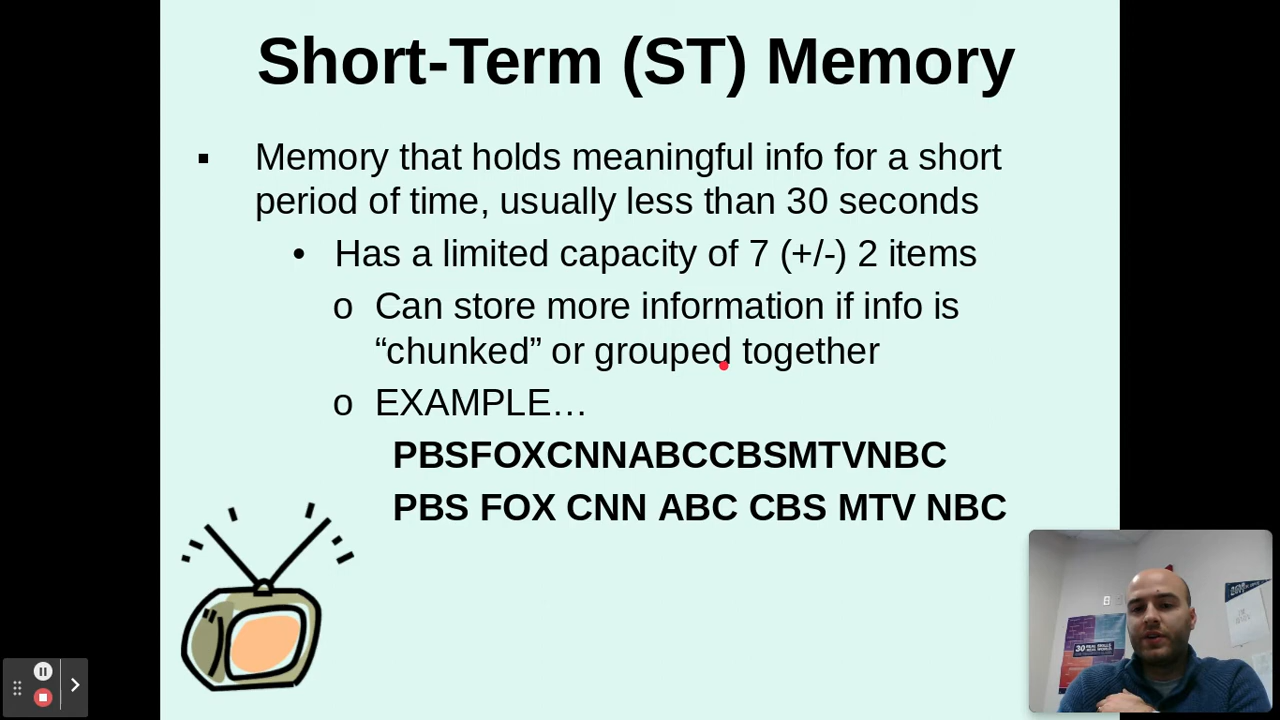 Short-Term (ST) Memory
▪ Memory that holds meaningful info for a short
period of time, usually less than 30 seconds
• Has a limited capacity of 7 (+/-) 2 items
o Can store more information if info is
“chunked” or grouped together
o EXAMPLE…
PBSFOXCNNABCCBSMTVNBC
PBS FOX CNN ABC CBS MTV NBC